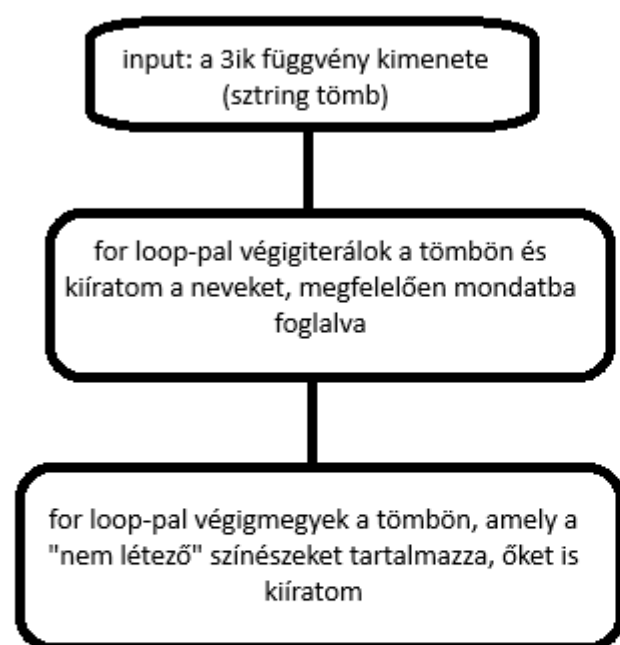 input: a 3ik függvény kimenete
(sztring tömb)
for loop-pal végigiterálok a tömbön és
kiíratom a neveket, megfelelően mondatba
foglalva
for loop-pal végigmegyek a tömbön, amely a
"nem létező" színészeket tartalmazza, őket is
kiíratom